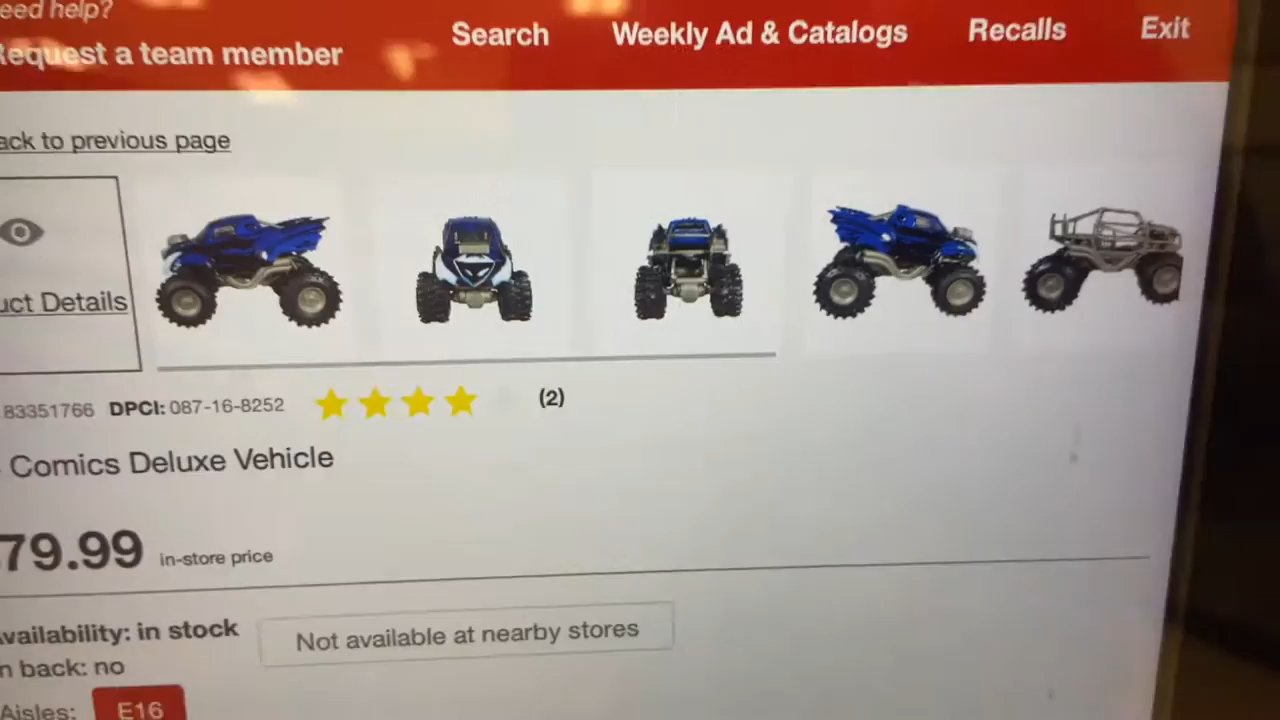 eed help?
Request a team member
Search
Weekly Ad & Catalogs
Recalls
Exit
ack to previous page
uct Details
83351766 DPCI: 087-16-8252
(2)
Comics Deluxe Vehicle
79.99 in-store price
Availability: in stock
Not available at nearby stores
n back: no
Aisles: E16